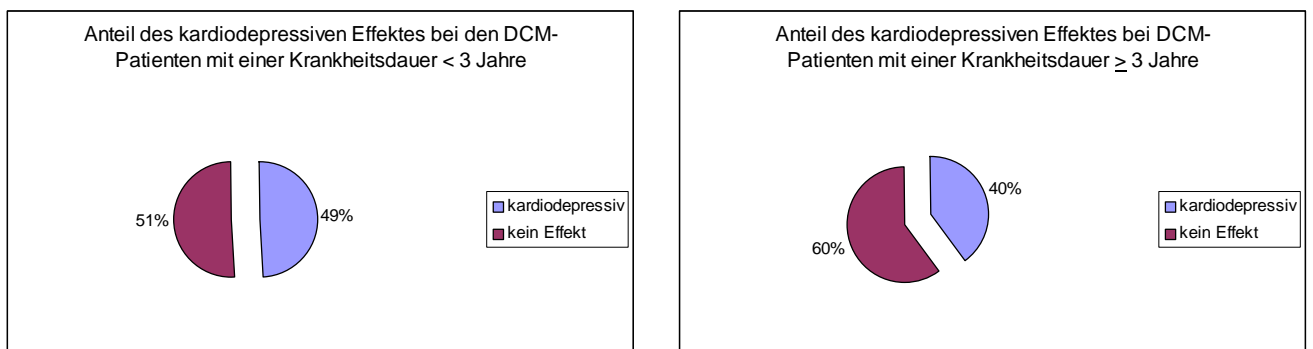 Anteil des kardiodepressiven Effektes bei den DCM-
Patienten mit einer Krankheitsdauer < 3 Jahre
51%
49%
kardiodepressiv
kein Effekt
Anteil des kardiodepressiven Effektes bei DCM-
Patienten mit einer Krankheitsdauer ≥ 3 Jahre
40%
60%
kardiodepressiv
kein Effekt